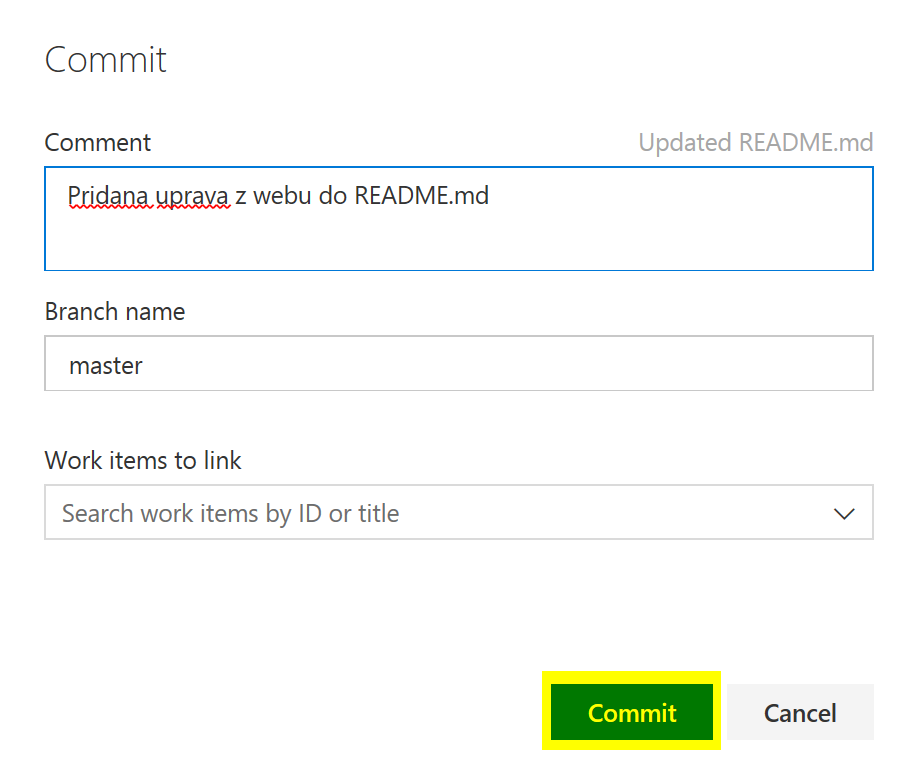 Commit
Comment
Updated README.md
Pridana uprava z webu do README.md
Branch name
master
Work items to link
Search work items by ID or title
Commit
Cancel